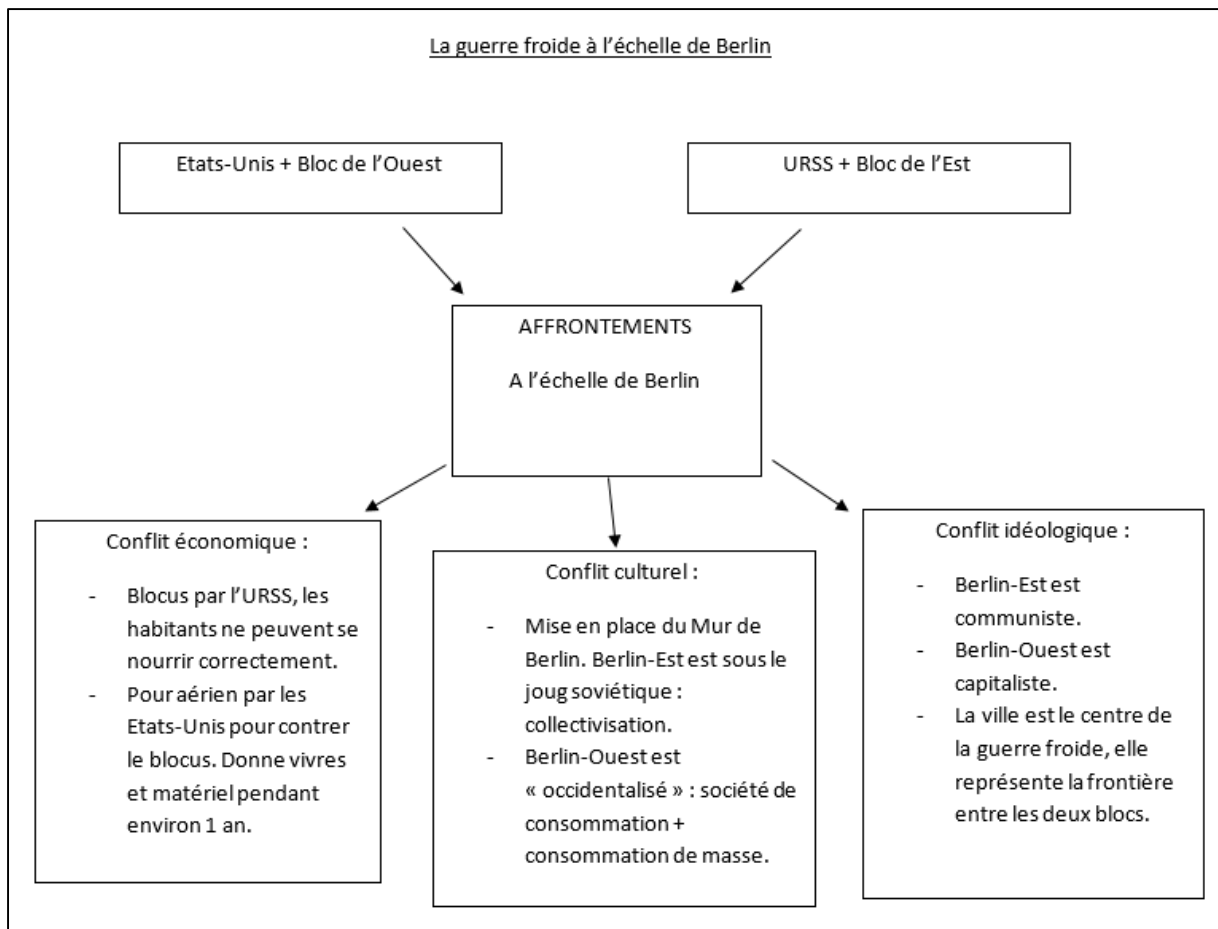 La guerre froide à l'échelle de Berlin
Etats-Unis + Bloc de l'Ouest
URSS + Bloc de l'Est
AFFRONTEMENTS
A l'échelle de Berlin
Conflit économique :
- Blocus par l'URSS, les
habitants ne peuvent se
nourrir correctement.
- Pour aérien par les
Etats-Unis pour contrer
le blocus. Donne vivres
et matériel pendant
environ 1 an.
Conflit culturel :
- Mise en place du Mur de
Berlin. Berlin-Est est sous le
joug soviétique :
collectivisation.
- Berlin-Ouest est
« occidentalisé » : société de
consommation +
consommation de masse.
Conflit idéologique :
- Berlin-Est est
communiste.
- Berlin-Ouest est
capitaliste.
- La ville est le centre de
la guerre froide, elle
représente la frontière
entre les deux blocs.